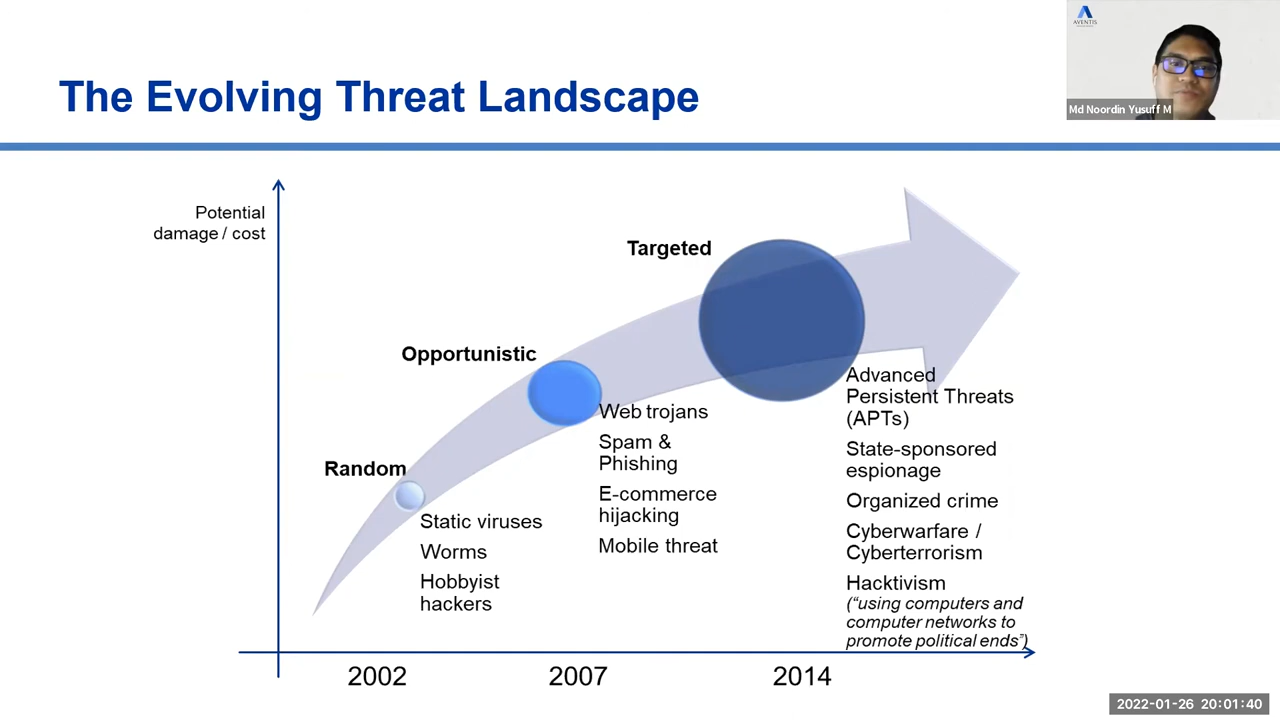 AVENTIS
Md Noordin Yusuff M
The Evolving Threat Landscape
Potential
damage / cost
Targeted
Opportunistic
Random
Static viruses
Worms
Hobbyist
hackers
Web trojans
Spam &
Phishing
E-commerce
hijacking
Mobile threat
Advanced
Persistent Threats
(APTs)
State-sponsored
espionage
Organized crime
Cyberwarfare /
Cyberterrorism
Hacktivism
(“using computers and
computer networks to
promote political ends”)
2002
2007
2014
2022-01-26 20:01:40